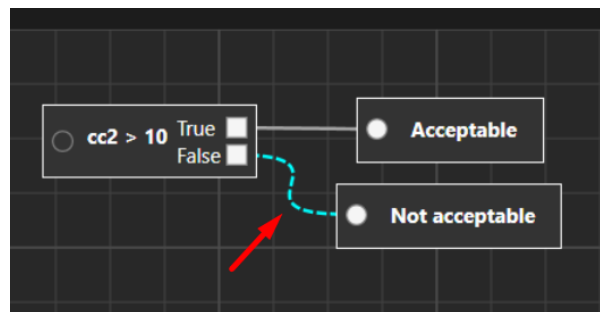 cc2 > 10
True
False
Acceptable
Not acceptable